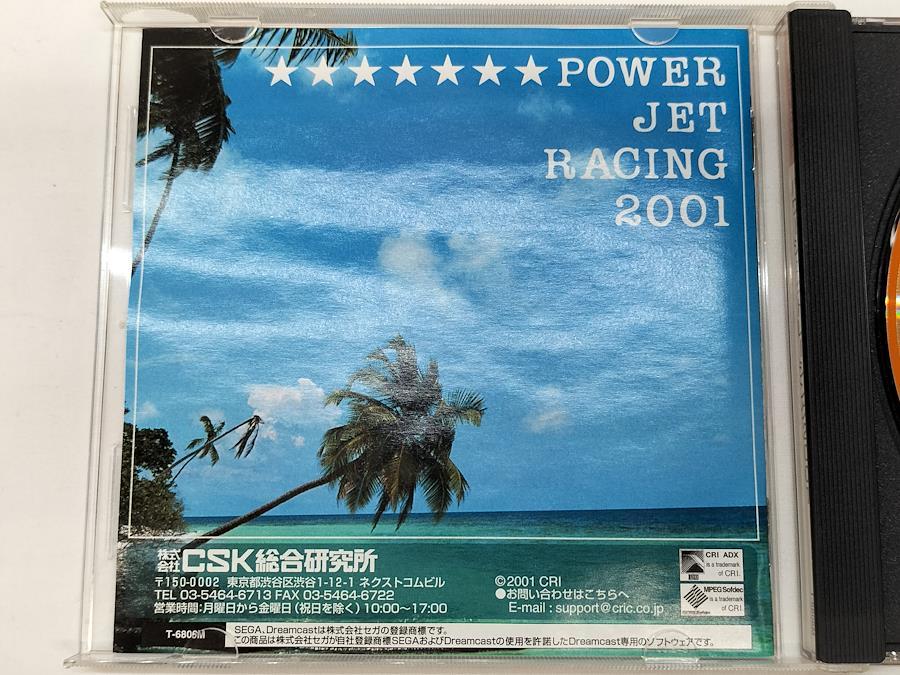 ★★★★★★★POWER
JET
RACING
2001
株式会社CSK総合研究所
〒150-0002 東京都渋谷区渋谷1-12-1 ネクストコムビル
TEL 03-5464-6713 FAX 03-5464-6722
営業時間:月曜日から金曜日(祝日を除く)10:00〜17:00
©2001 CRI
●お問い合わせはこちらへ
E-mail : support@cric.co.jp
CRI ADX
is a trademark
of CRI.
MPEG Sofdec
is a trademark
of CRI.
T-6806M
SEGA、Dreamcastは株式会社セガの登録商標です。
この商品は株式会社セガが自社登録商標SEGAおよびDreamcastの使用を許諾したDreamcast専用のソフトウェアです。